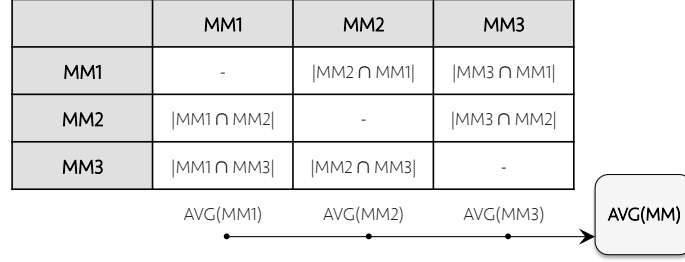 MM1 MM2 MM3
MM1 - |MM2 ∩ MM1| |MM3 ∩ MM1|
MM2 |MM1 ∩ MM2| - |MM3 ∩ MM2|
MM3 |MM1 ∩ MM3| |MM2 ∩ MM3| -
AVG(MM1) AVG(MM2) AVG(MM3) AVG(MM)